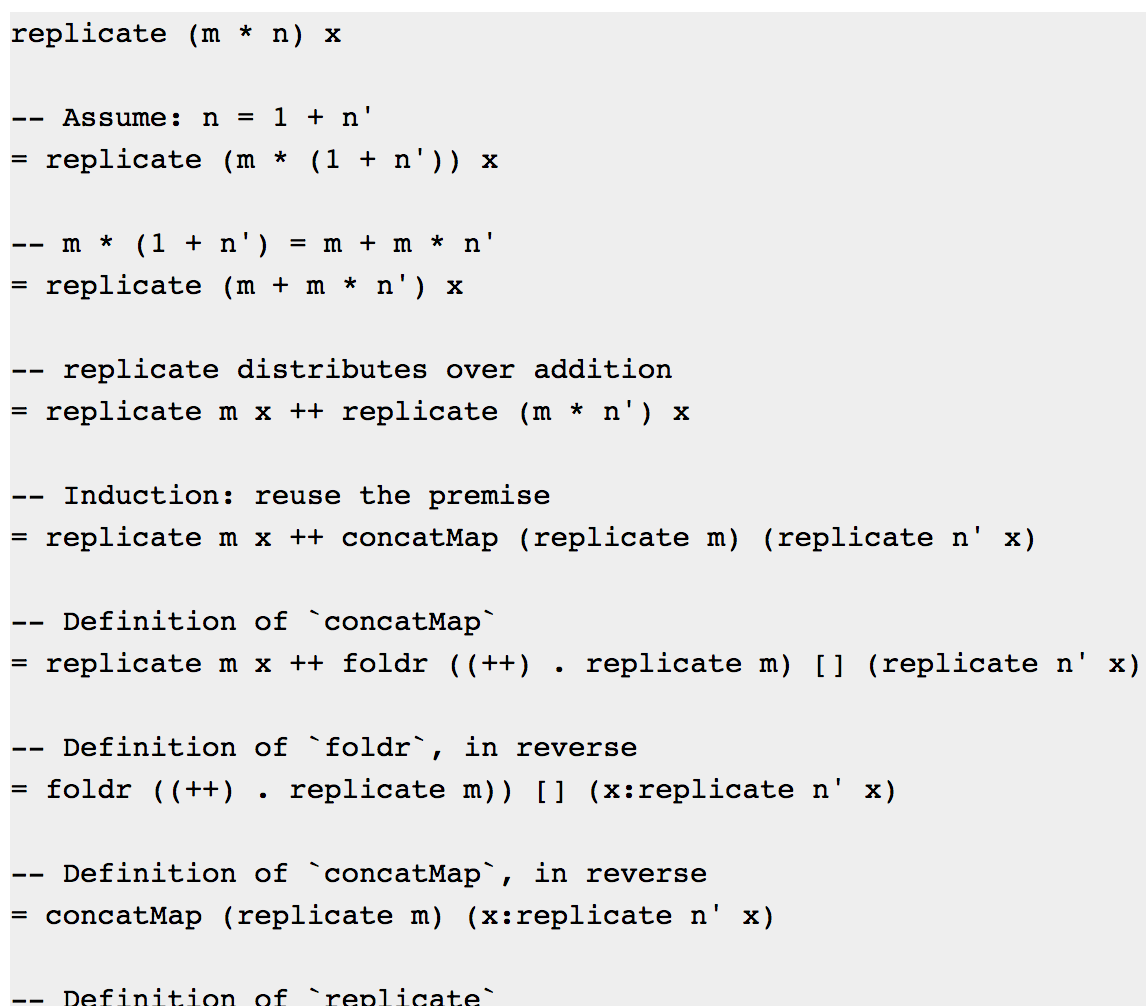 replicate (m * n) x
-- Assume: n = 1 + n'
= replicate (m * (1 + n')) x
-- m * (1 + n') = m + m * n'
= replicate (m + m * n') x
-- replicate distributes over addition
= replicate m x ++ replicate (m * n') x
-- Induction: reuse the premise
= replicate m x ++ concatMap (replicate m) (replicate n' x)
-- Definition of `concatMap`
= replicate m x ++ foldr ((++) . replicate m) [] (replicate n' x)
-- Definition of `foldr`, in reverse
= foldr ((++) . replicate m)) [] (x:replicate n' x)
-- Definition of `concatMap`, in reverse
= concatMap (replicate m) (x:replicate n' x)
-- Definition of `replicate`